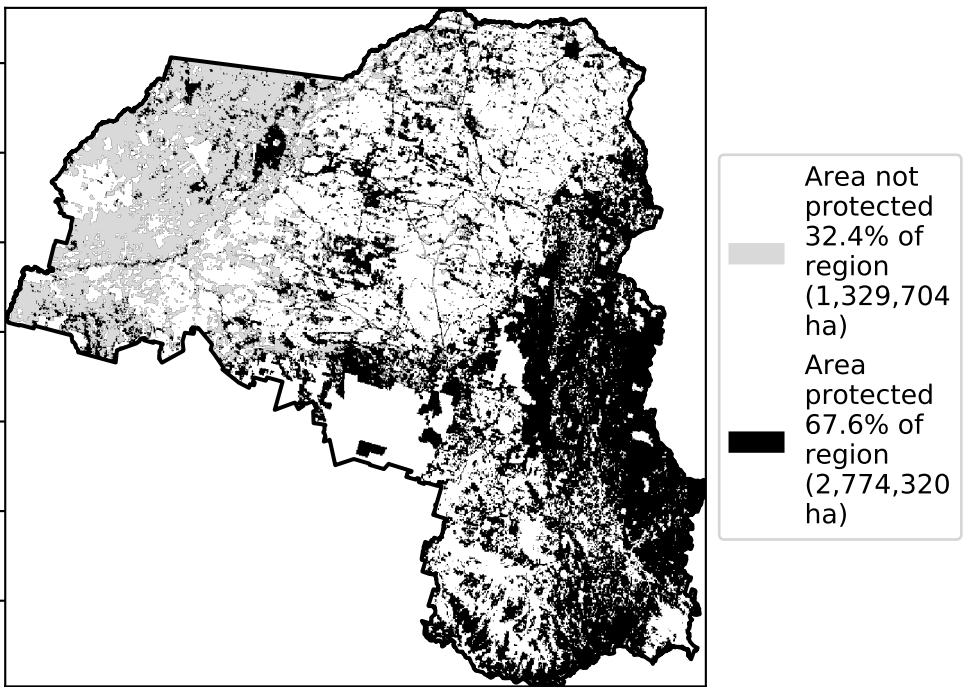 Area not
protected
32.4% of
region
(1,329,704
ha)
Area
protected
67.6% of
region
(2,774,320
ha)